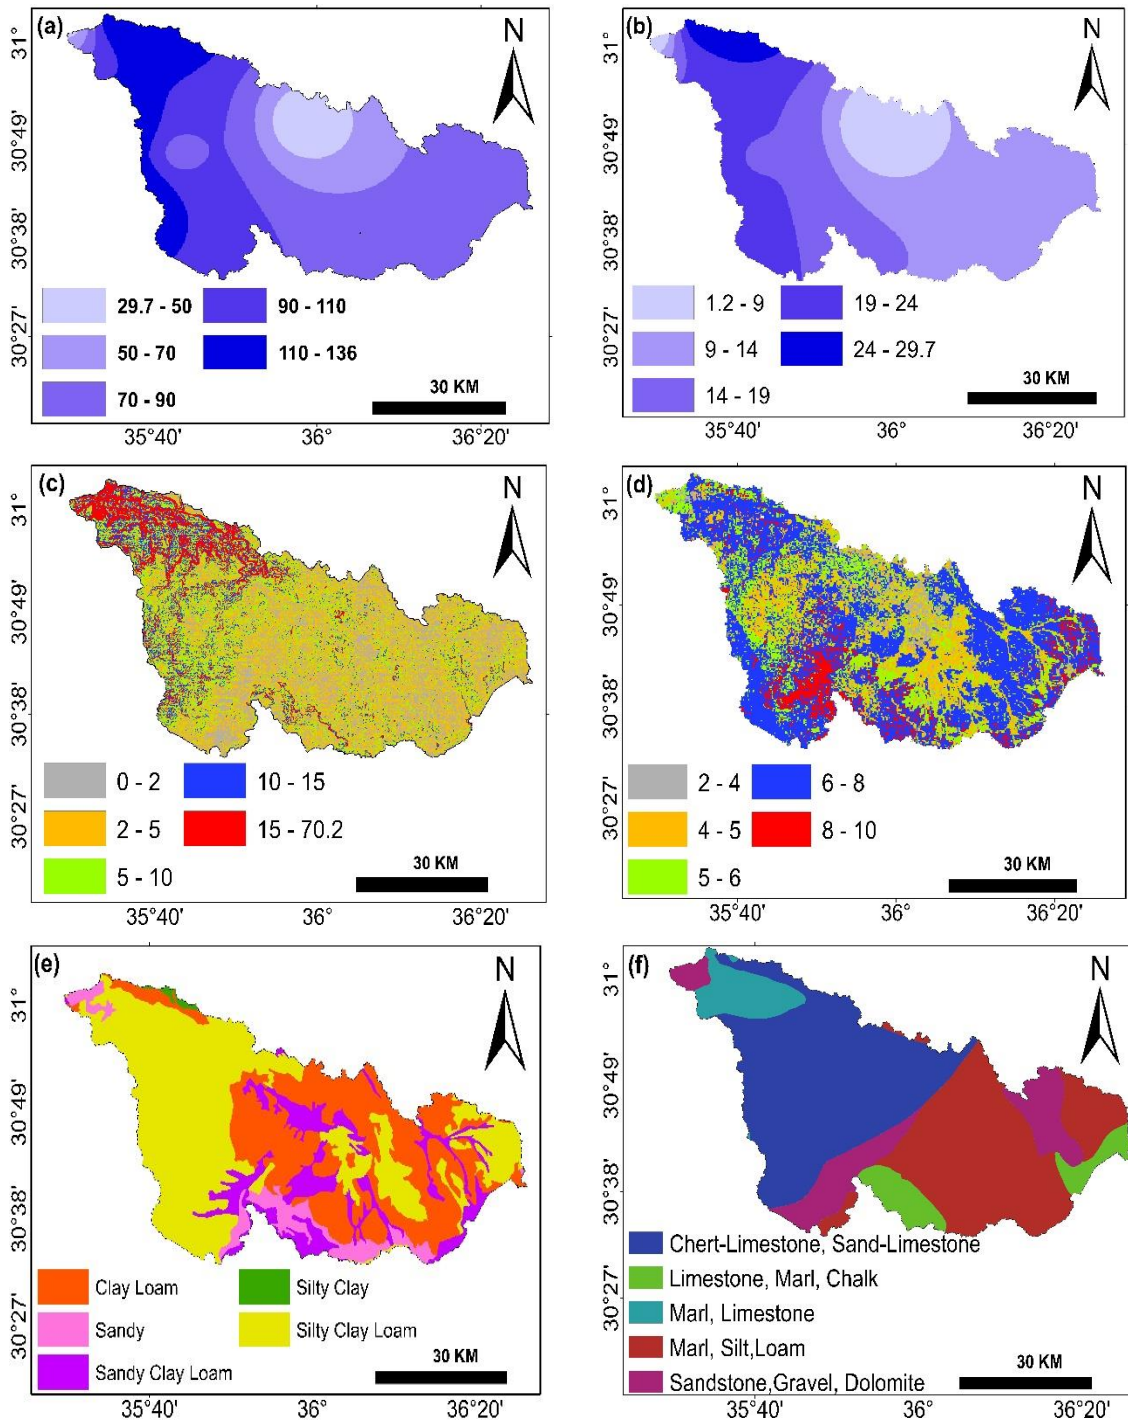 (a)
N
31°
30°49'
30°38'
30°27'
29.7 - 50
90 - 110
50 - 70
110 - 136
70 - 90
30 KM
35°40'
36°
36°20'
(b)
N
31°
30°49'
30°38'
30°27'
1.2 - 9
19 - 24
9 - 14
24 - 29.7
14 - 19
30 KM
35°40'
36°
36°20'
(c)
N
31°
30°49'
30°38'
30°27'
0 - 2
10 - 15
2 - 5
15 - 70.2
5 - 10
30 KM
35°40'
36°
36°20'
(d)
N
31°
30°49'
30°38'
30°27'
2 - 4
6 - 8
4 - 5
8 - 10
5 - 6
30 KM
35°40'
36°
36°20'
(e)
N
31°
30°49'
30°38'
30°27'
Clay Loam
Silty Clay
Sandy
Silty Clay Loam
Sandy Clay Loam
30 KM
35°40'
36°
36°20'
(f)
N
31°
30°49'
30°38'
30°27'
Chert-Limestone, Sand-Limestone
Limestone, Marl, Chalk
Marl, Limestone
Marl, Silt,Loam
Sandstone,Gravel, Dolomite
30 KM
35°40'
36°
36°20'